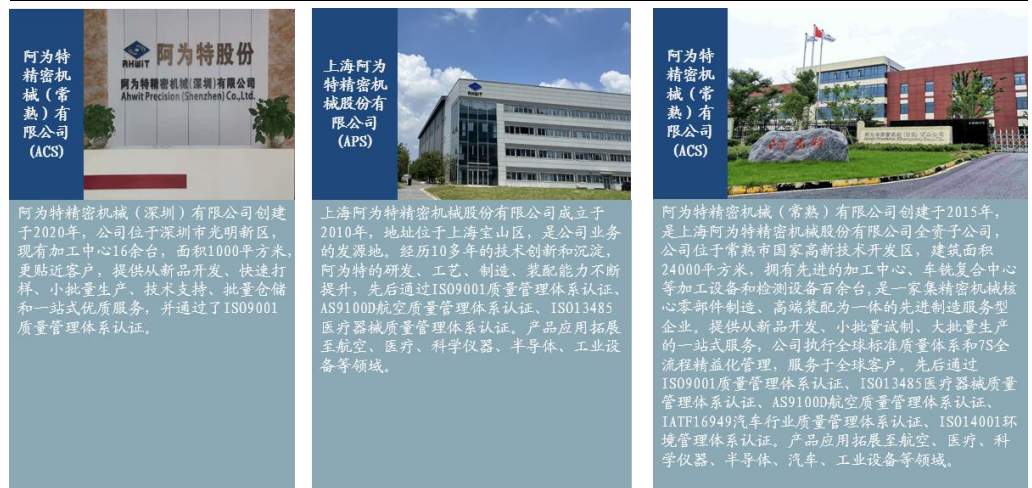 阿为特
精密机
械（常
熟）有
限公司
(ACS)
AHWIT 阿为特股份
阿为特精密机械(深圳)有限公司
Ahwit Precision (Shenzhen) Co.,Ltd.
阿为特精密机械（深圳）有限公司创建
于2020年，公司位于深圳市光明新区，
现有加工中心16余台，面积1000平方米，
更贴近客户，提供从新品开发、快速打
样、小批量生产、技术支持、批量仓储
和一站式优质服务，并通过了ISO9001
质量管理体系认证。
上海阿为
特精密机
械股份有
限公司
(APS)
AHWIT
上海阿为特精密机械股份有限公司成立于
2010年，地址位于上海宝山区，是公司业务
的发源地。经历10多年的技术创新和沉淀，
阿为特的研发、工艺、制造、装配能力不断
提升，先后通过ISO9001质量管理体系认证、
AS9100D航空质量管理体系认证、ISO13485
医疗器械质量管理体系认证。产品应用拓展
至航空、医疗、科学仪器、半导体、工业设
备等领域。
阿为特
精密机
械（常
熟）有
限公司
(ACS)
阿为特精密机械（常熟）有限公司创建于2015年，
是上海阿为特精密机械股份有限公司全资子公司，
公司位于常熟市国家高新技术开发区，建筑面积
24000平方米，拥有先进的加工中心、车铣复合中心
等加工设备和检测设备百余台,是一家集精密机械核
心零部件制造、高端装配为一体的先进制造服务型
企业。提供从新品开发、小批量试制、大批量生产
的一站式服务，公司执行全球标准质量体系和7S全
流程精益化管理，服务于全球客户。先后通过
ISO9001质量管理体系认证、ISO13485医疗器械质量
管理体系认证、AS9100D航空质量管理体系认证、
IATF16949汽车行业质量管理体系认证、ISO14001环
境管理体系认证。产品应用拓展至航空、医疗、科
学仪器、半导体、汽车、工业设备等领域。